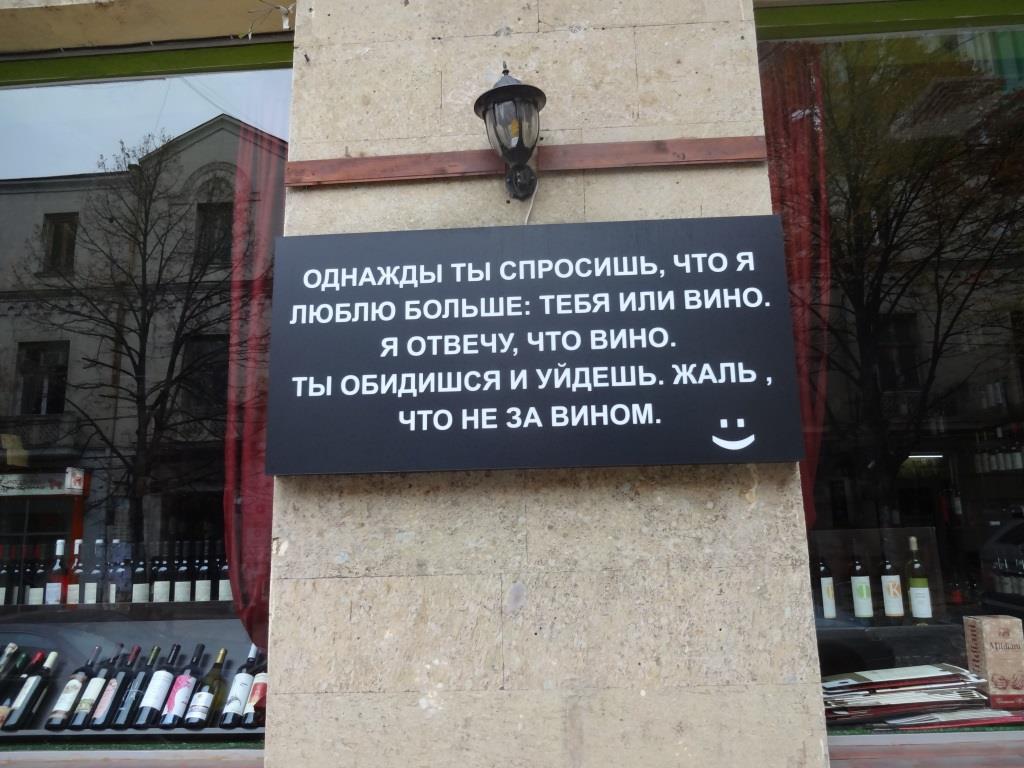 ОДНАЖДЫ ТЫ СПРОСИШЬ, ЧТО Я
ЛЮБЛЮ БОЛЬШЕ: ТЕБЯ ИЛИ ВИНО.
Я ОТВЕЧУ, ЧТО ВИНО.
ТЫ ОБИДИШСЯ И УЙДЕШЬ. ЖАЛЬ ,
ЧТО НЕ ЗА ВИНОМ.
Mildiani